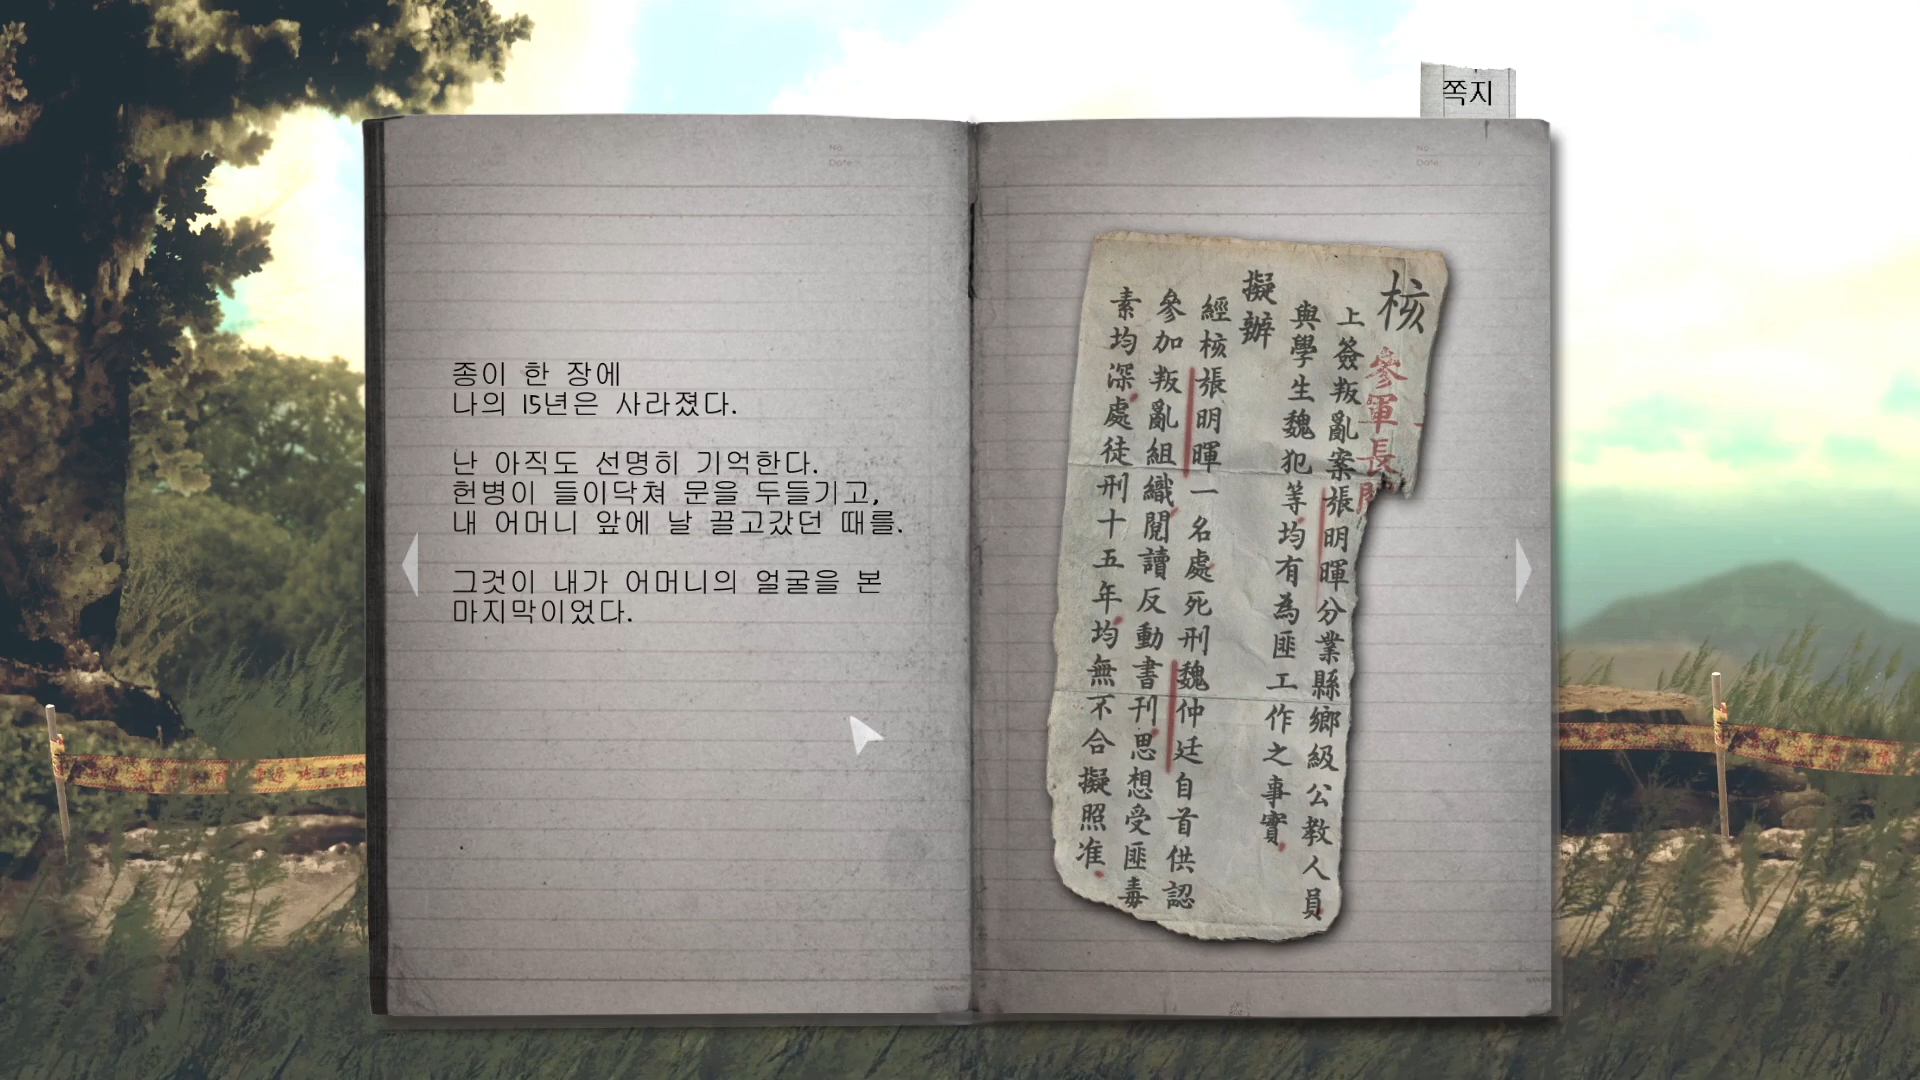 쪽지
No.
Date
종이 한 장에
나의 15년은 사라졌다.
난 아직도 선명히 기억한다.
헌병이 들이닥쳐 문을 두들기고,
내 어머니 앞에 날 끌고갔던 때를.
그것이 내가 어머니의 얼굴을 본
마지막이었다.
No.
Date
核
參軍長閱
上簽叛亂案張明暉分業縣鄉級公教人員
與學生魏犯等均有為匪工作之事實
擬辦
經核張明暉一名處死刑魏仲廷自首供認
參加叛亂組織閱讀反動書刊思想受匪毒
素均深處徒刑十五年均無不合擬照准